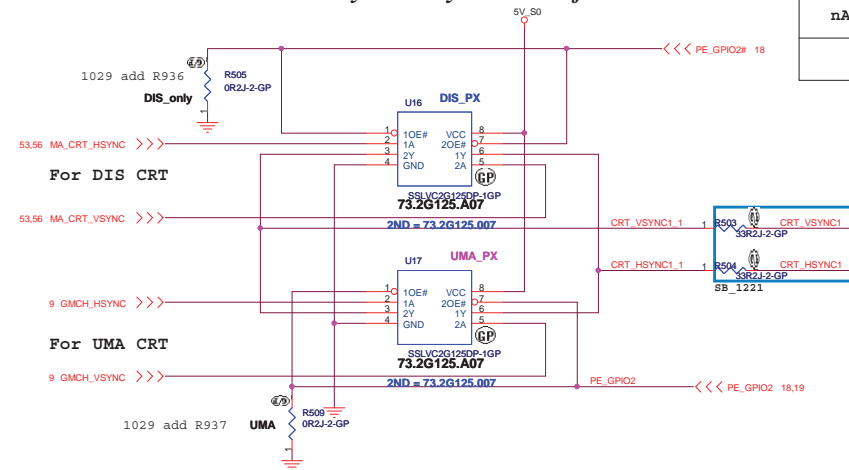 5V_S0
nA
PE_GPIO2# 18
1029 add R936
R505
0R2J-2-GP
DIS_only
1
U16
DIS_PX
1 1OE# VCC 8
2 1A 2OE# 7
3 2Y 1Y 6
4 GND 2A 5
GP
53,56 MA_CRT_HSYNC
For DIS CRT
SSLVC2G125DP-1GP
73.2G125.A07
2ND = 73.2G125.007
53,56 MA_CRT_VSYNC
CRT_VSYNC1_1 1 R503 CRT_VSYNC1
33R2J-2-GP
U17
UMA_PX
CRT_HSYNC1_1 1 R504 CRT_HSYNC1
33R2J-2-GP
SB_1221
1 1OE# VCC 8
2 1A 2OE# 7
3 2Y 1Y 6
4 GND 2A 5
GP
9 GMCH_HSYNC
For UMA CRT
SSLVC2G125DP-1GP
73.2G125.A07
2ND = 73.2G125.007
9 GMCH_VSYNC
PE_GPIO2
PE_GPIO2 18,19
1029 add R937
UMA
R509
0R2J-2-GP
1